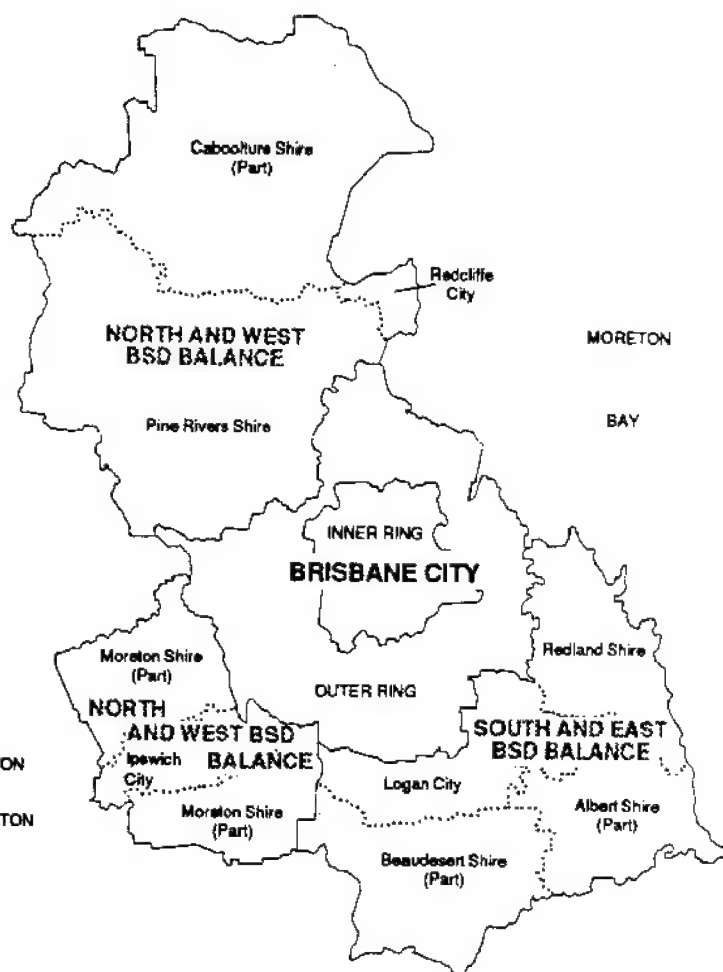 Caboolture Shire
(Part)
Redcliffe
City
NORTH AND WEST
BSD BALANCE
MORETON
BAY
Pine Rivers Shire
INNER RING
BRISBANE CITY
Moreton Shire
(Part)
Redland Shire
OUTER RING
NORTH
AND WEST BSD
BALANCE
SOUTH AND EAST
BSD BALANCE
ON
Ipswich
City
Logan City
TON
Moreton Shire
(Part)
Albert Shire
(Part)
Beaudesert Shire
(Part)